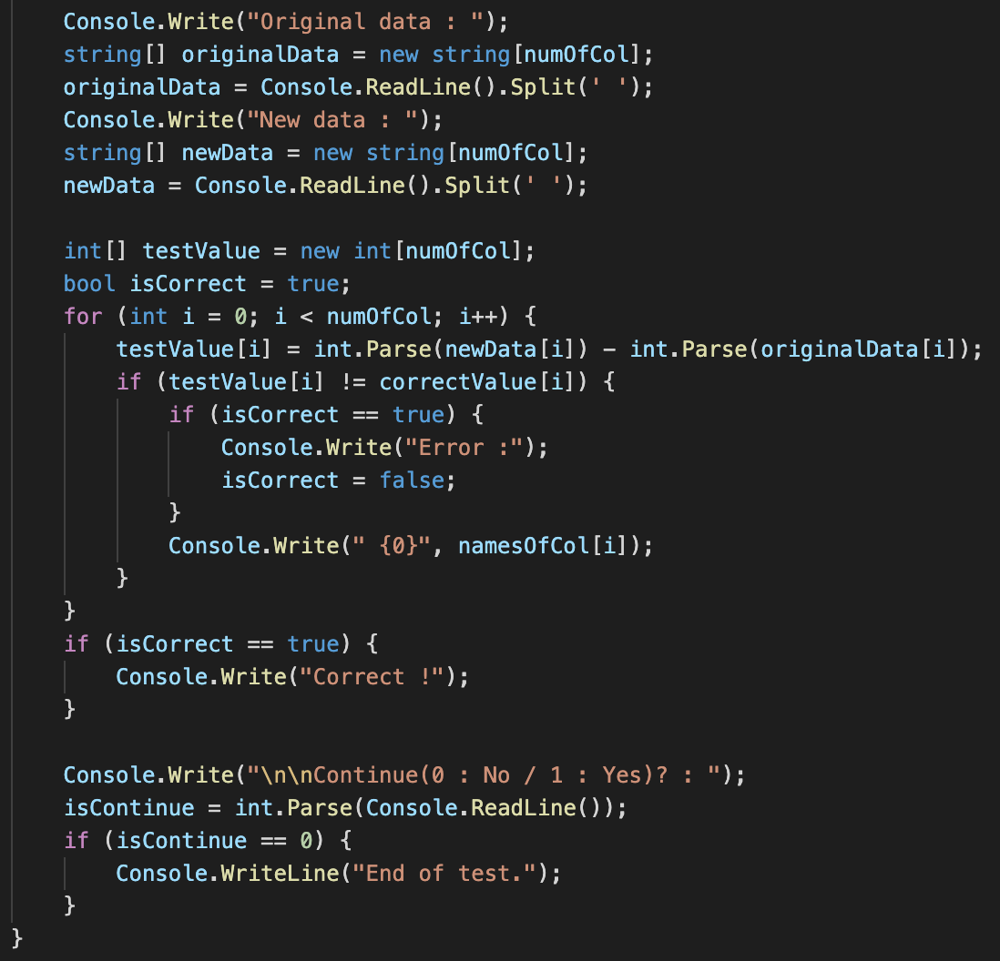 Console.Write("Original data : ");
string[] originalData = new string[numOfCol];
originalData = Console.ReadLine().Split(' ');
Console.Write("New data : ");
string[] newData = new string[numOfCol];
newData = Console.ReadLine().Split(' ');
int[] testValue = new int[numOfCol];
bool isCorrect = true;
for (int i = 0; i < numOfCol; i++) {
testValue[i] = int.Parse(newData[i]) - int.Parse(originalData[i]);
if (testValue[i] != correctValue[i]) {
if (isCorrect == true) {
Console.Write("Error :");
isCorrect = false;
}
Console.Write(" {0}", namesOfCol[i]);
}
}
if (isCorrect == true) {
Console.Write("Correct !");
}
Console.Write("\n\nContinue(0 : No / 1 : Yes)? : ");
isContinue = int.Parse(Console.ReadLine());
if (isContinue == 0) {
Console.WriteLine("End of test.");
}
}